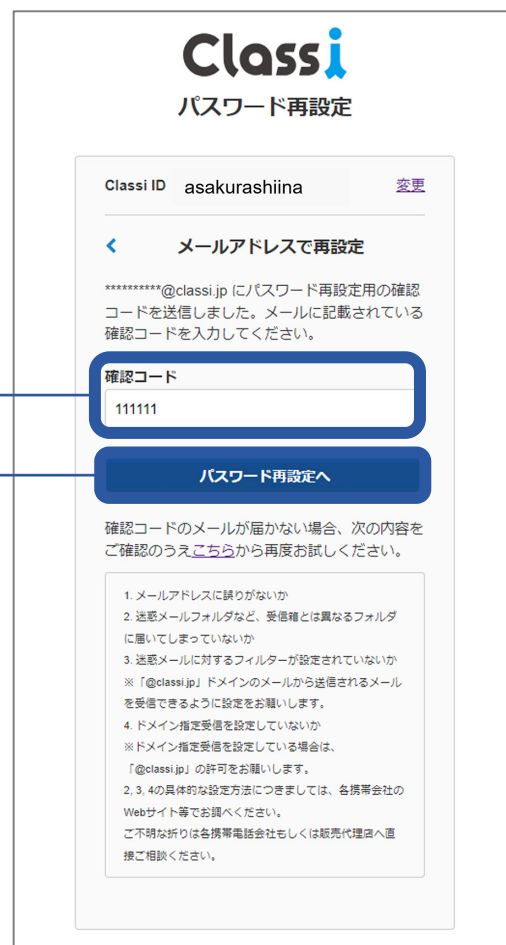 Classi
パスワード再設定
Classi ID asakurashiina 変更
メールアドレスで再設定
**********@classi.jp にパスワード再設定用の確認
コードを送信しました。メールに記載されている
確認コードを入力してください。
確認コード
111111
パスワード再設定へ
確認コードのメールが届かない場合、次の内容を
ご確認のうえこちらから再度お試しください。
1. メールアドレスに誤りがないか
2. 迷惑メールフォルダなど、受信箱とは異なるフォルダ
に届いてしまっていないか
3. 迷惑メールに対するフィルターが設定されていないか
※「@classi.jp」ドメインのメールから送信されるメール
を受信できるように設定をお願いします。
4. ドメイン指定受信を設定していないか
※ドメイン指定受信を設定している場合は、
「@classi.jp」の許可をお願いします。
2, 3, 4の具体的な設定方法につきましては、各携帯会社の
Webサイト等でお調べください。
ご不明な折りは各携帯電話会社もしくは販売代理店へ直
接ご相談ください。